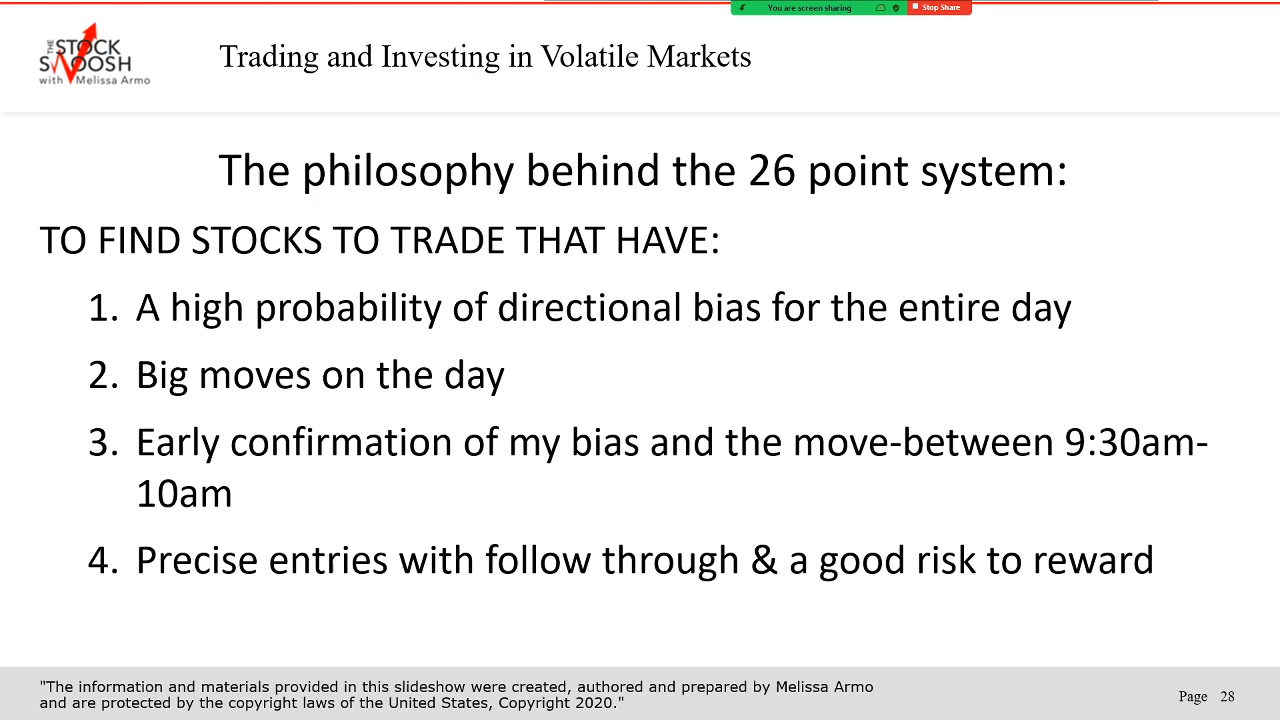 You are screen sharing
Stop Share
THE
STOCK
SWOOSH
with Melissa Armo
Trading and Investing in Volatile Markets
The philosophy behind the 26 point system:
TO FIND STOCKS TO TRADE THAT HAVE:
1. A high probability of directional bias for the entire day
2. Big moves on the day
3. Early confirmation of my bias and the move-between 9:30am-
10am
4. Precise entries with follow through & a good risk to reward
"The information and materials provided in this slideshow were created, authored and prepared by Melissa Armo
and are protected by the copyright laws of the United States, Copyright 2020."
Page 28